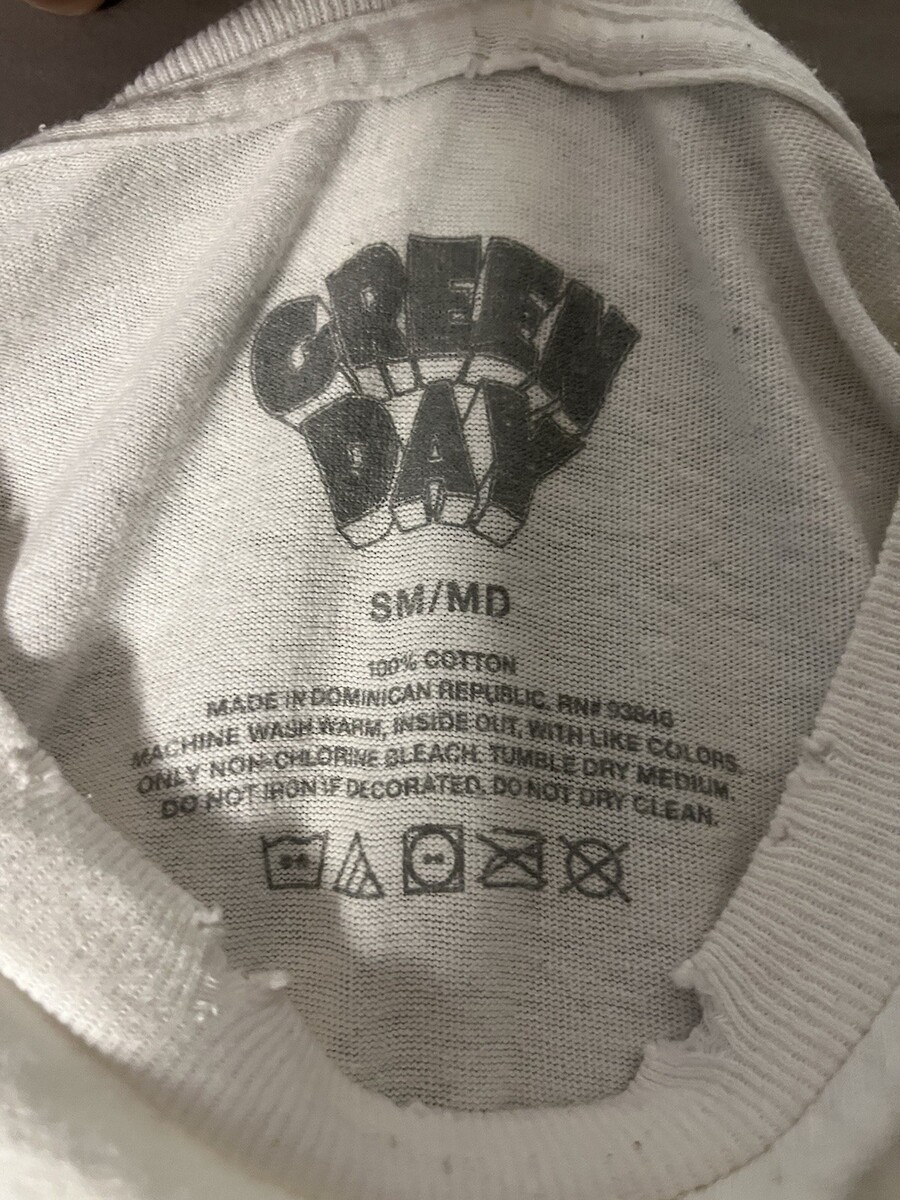 GREEN
DAY
SM/MD
100% COTTON
MADE IN DOMINICAN REPUBLIC. RN# 93846
MACHINE WASH WARM, INSIDE OUT, WITH LIKE COLORS.
ONLY NON-CHLORINE BLEACH. TUMBLE DRY MEDIUM.
DO NOT IRON IF DECORATED. DO NOT DRY CLEAN.